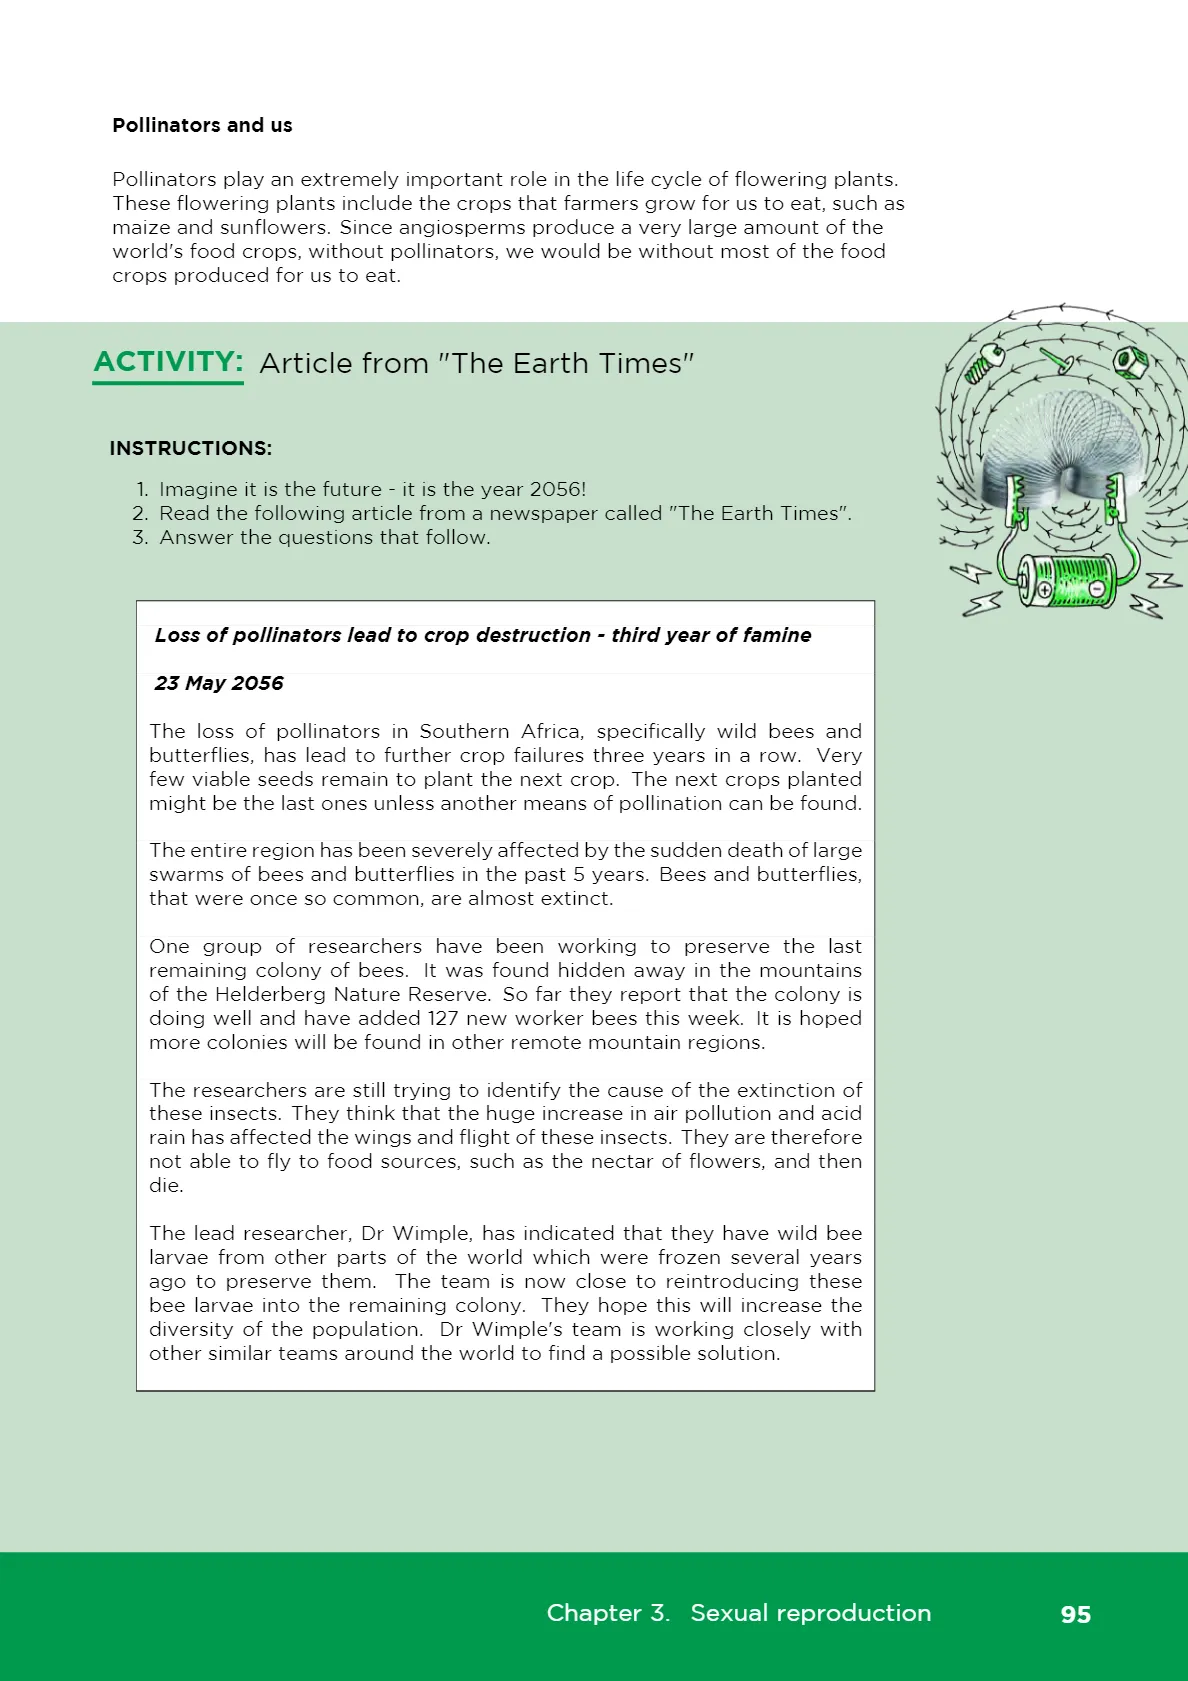 Pollinators and us
Pollinators play an extremely important role in the life cycle of flowering plants.
These flowering plants include the crops that farmers grow for us to eat, such as
maize and sunflowers. Since angiosperms produce a very large amount of the
world's food crops, without pollinators, we would be without most of the food
crops produced for us to eat.
ACTIVITY: Article from "The Earth Times"
INSTRUCTIONS:
1. Imagine it is the future - it is the year 2056!
2. Read the following article from a newspaper called "The Earth Times".
3. Answer the questions that follow.
Loss of pollinators lead to crop destruction - third year of famine
23 May 2056
The loss of pollinators in Southern Africa, specifically wild bees and
butterflies, has lead to further crop failures three years in a row. Very
few viable seeds remain to plant the next crop. The next crops planted
might be the last ones unless another means of pollination can be found.
The entire region has been severely affected by the sudden death of large
swarms of bees and butterflies in the past 5 years. Bees and butterflies,
that were once so common, are almost extinct.
One group of researchers have been working to preserve the last
remaining colony of bees. It was found hidden away in the mountains
of the Helderberg Nature Reserve. So far they report that the colony is
doing well and have added 127 new worker bees this week. It is hoped
more colonies will be found in other remote mountain regions.
The researchers are still trying to identify the cause of the extinction of
these insects. They think that the huge increase in air pollution and acid
rain has affected the wings and flight of these insects. They are therefore
not able to fly to food sources, such as the nectar of flowers, and then
die.
The lead researcher, Dr Wimple, has indicated that they have wild bee
larvae from other parts of the world which were frozen several years
ago to preserve them. The team is now close to reintroducing these
bee larvae into the remaining colony. They hope this will increase the
diversity of the population. Dr Wimple's team is working closely with
other similar teams around the world to find a possible solution.
Chapter 3. Sexual reproduction 95